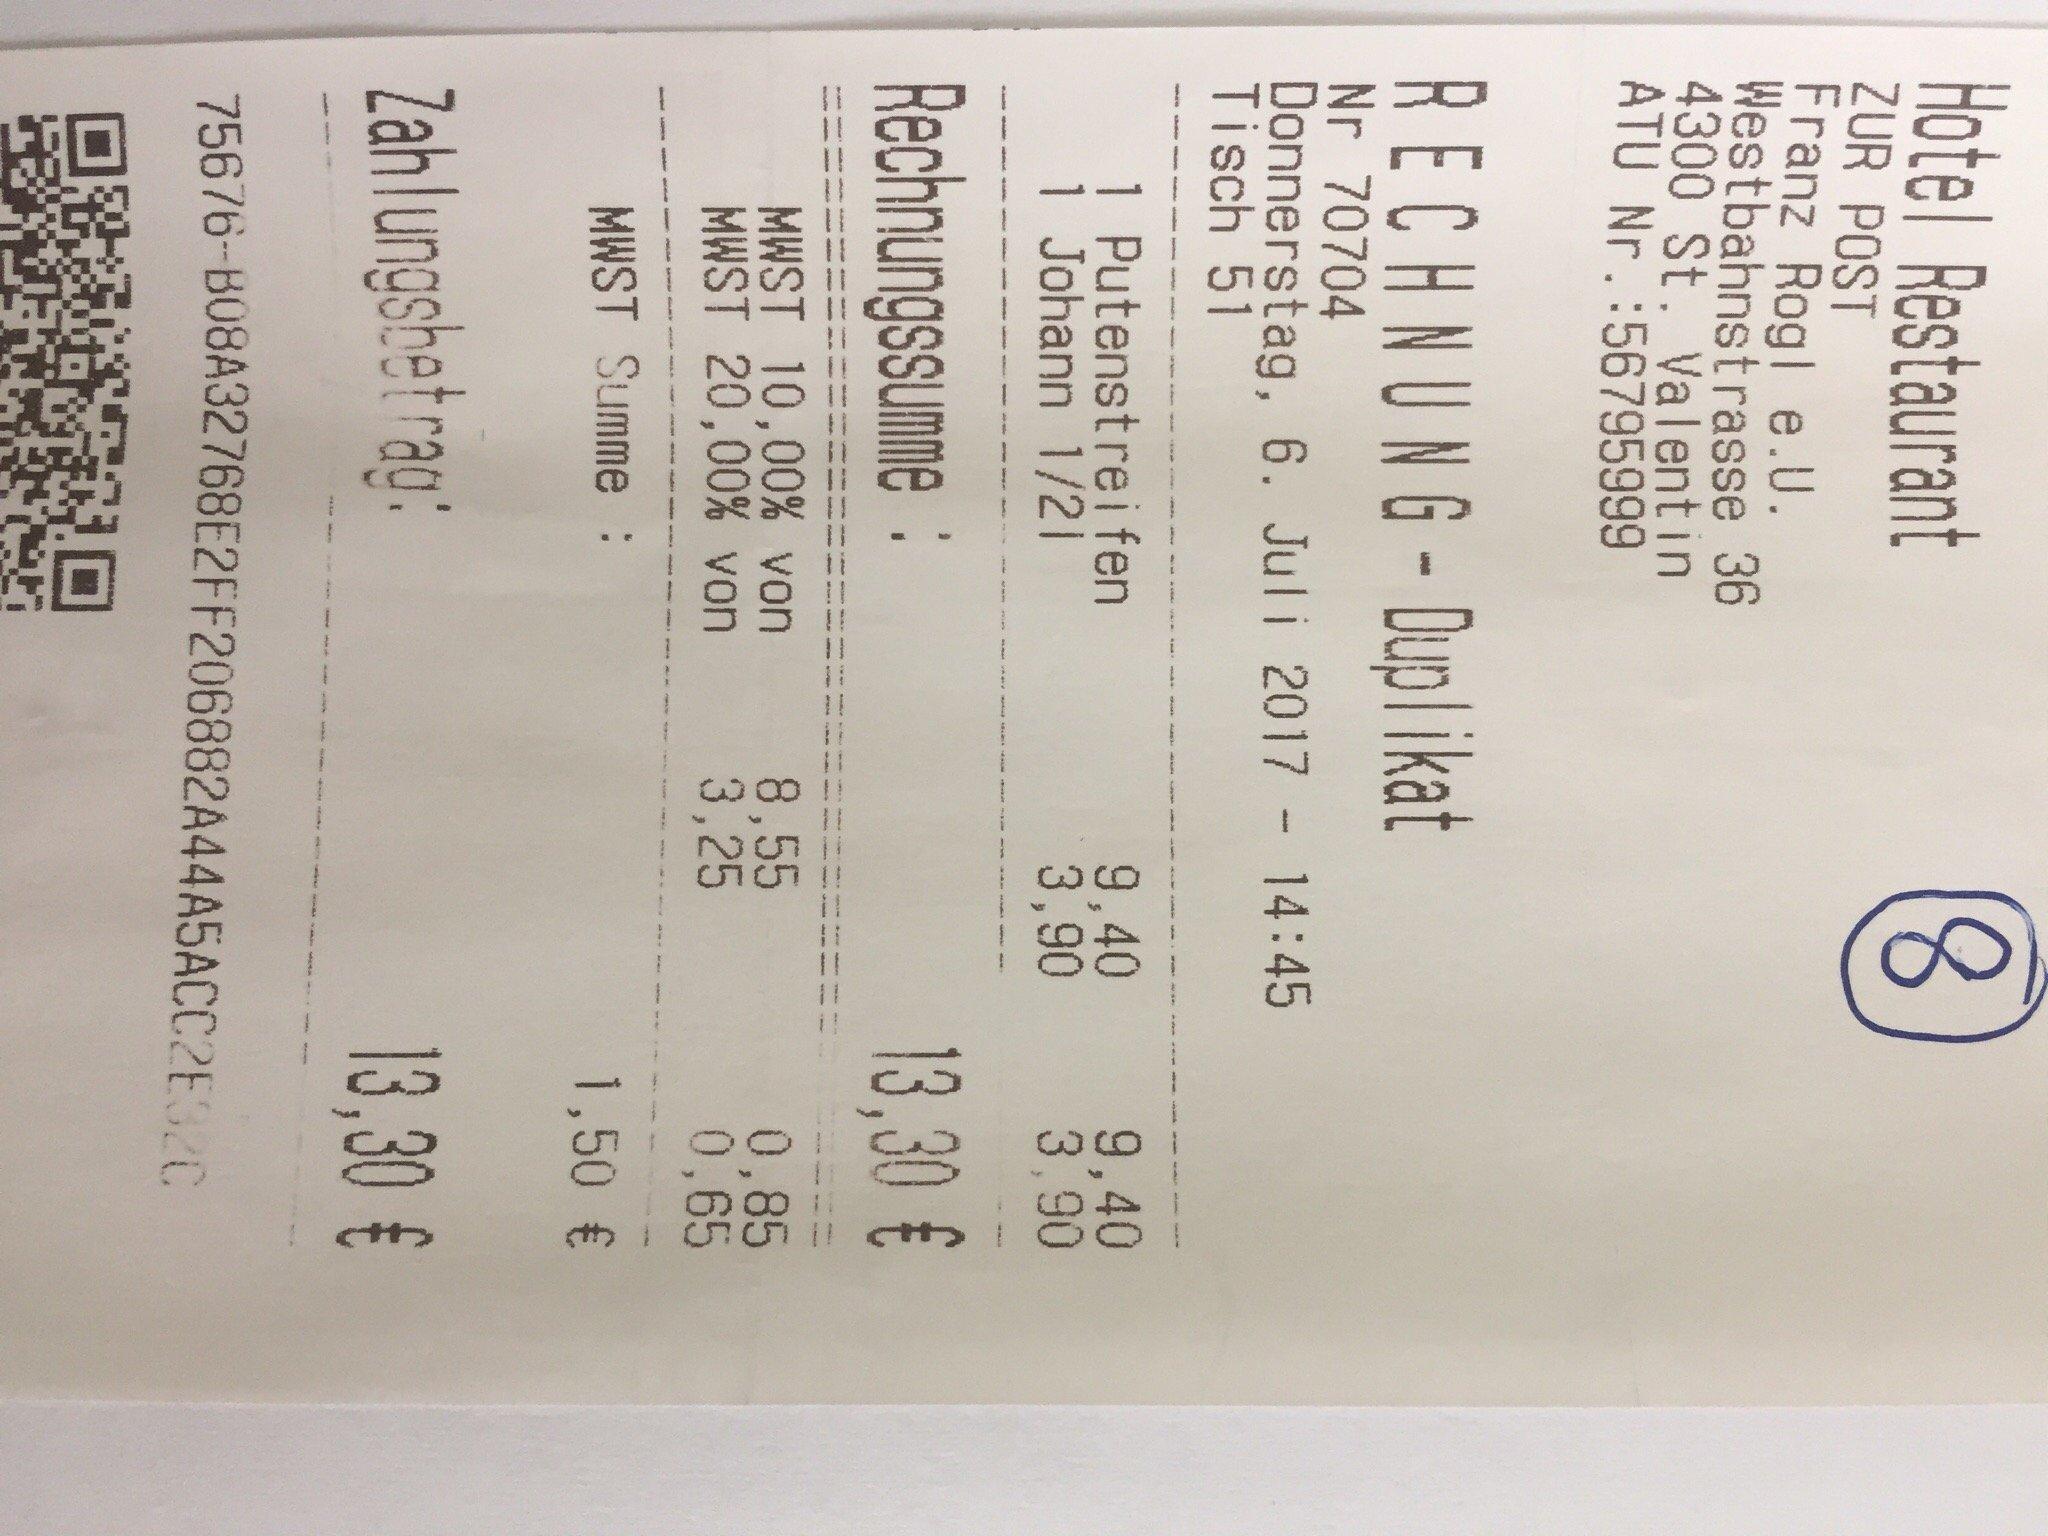 Hotel Restaurant
ZUR POST
Franz Rogl e.U.
Westbahnstrasse 36
4300 St. Valentin
ATU Nr.:56795999
8
RECHNUNG-Duplikat
Nr 70704
Donnerstag, 6. Juli 2017 - 14:45
Tisch 51
1 Putenstreifen 9,40 9,40
1 Johann 1/2l 3,90 3,90
Rechnungssumme : 13,30 €
MWST 10,00% von 8,55 0,85
MWST 20,00% von 3,25 0,65
MWST Summe : 1,50 €
Zahlungsbetrag: 13,30 €
75676-B08A32768E2FF206882A44A5ACC2E32C